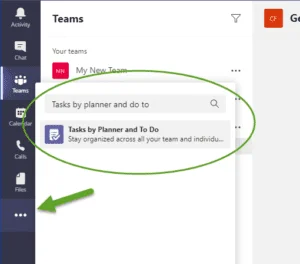 Activity
Teams
Your teams
NN My New Team ...
Chat
Teams
Tasks by planner and do to
Calendar
Tasks by Planner and To Do
Stay organized across all your team and individu...
Calls
Files
...
CF Ge